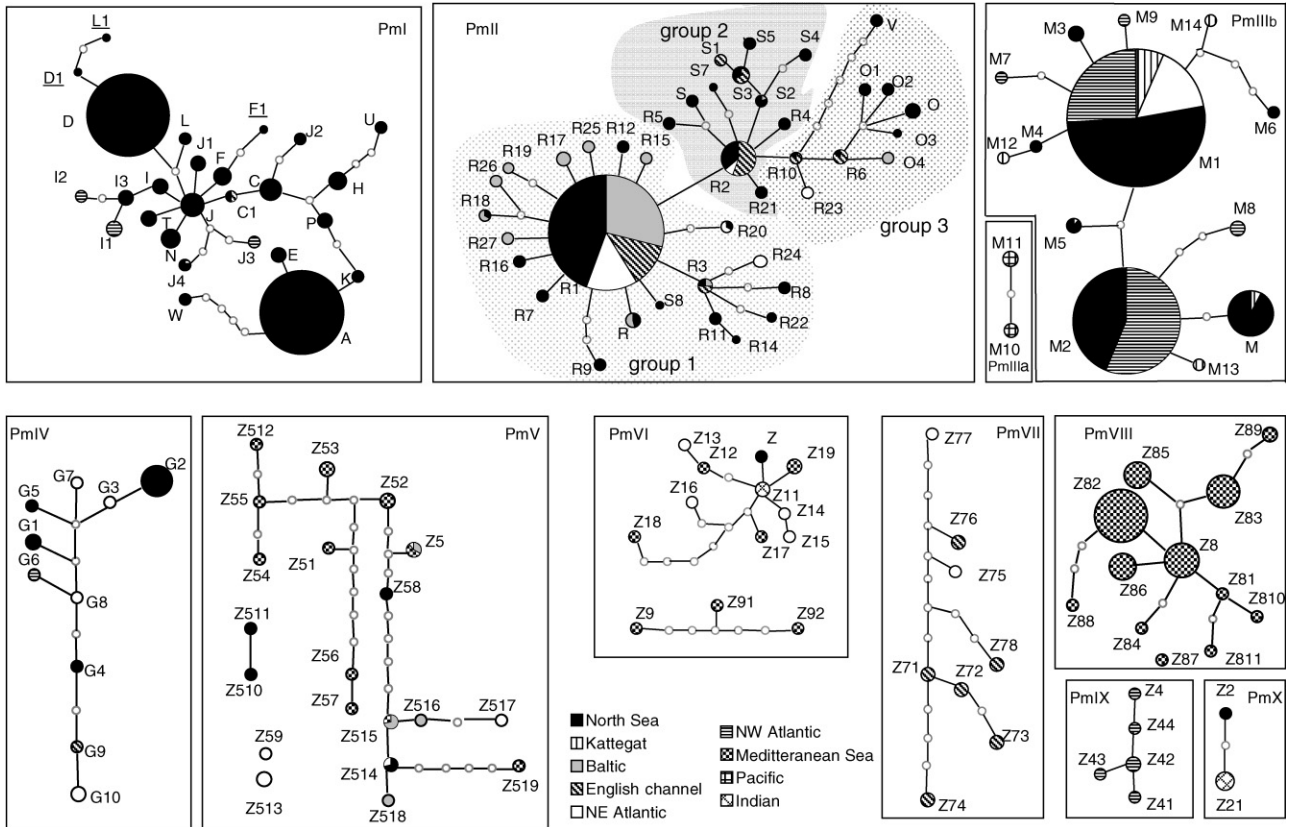 PmI
L1
D1
D
L
J1
F1
F
J2
U
C
H
I2
I3
I
J
C1
P
I1
T
N
J3
J4
E
K
W
A
PmII
group 2
V
S1
S5
S4
S7
S3
S2
O1
O2
S
R5
R4
O
O3
R17
R25
R12
R15
R19
R26
R2
R10
R6
O4
R18
R21
R23
group 3
R27
R20
R24
R16
R1
R3
R8
S8
R7
R
R11
R22
R14
R9
group 1
PmIIIb
M9
M3
M14
M7
M4
M12
M6
M1
M5
M8
M11
M10
PmIIIa
M2
M
M13
PmIV
G7
G2
G5
G3
G1
G6
G8
G4
G9
G10
PmV
Z512
Z53
Z55
Z52
Z5
Z51
Z54
Z58
Z511
Z56
Z510
Z57
Z516
Z517
Z515
Z59
Z514
Z513
Z519
Z518
PmVI
Z13
Z
Z12
Z19
Z16
Z11
Z14
Z18
Z17
Z15
Z91
Z9
Z92
North Sea
Kattegat
Baltic
English channel
NE Atlantic
NW Atlantic
Mediterranean Sea
Pacific
Indian
PmVII
Z77
Z76
Z75
Z78
Z71
Z72
Z73
Z74
PmVIII
Z89
Z85
Z82
Z83
Z8
Z86
Z81
Z810
Z88
Z84
Z87
Z811
PmIX
Z4
Z44
Z43
Z42
Z41
PmX
Z2
Z21